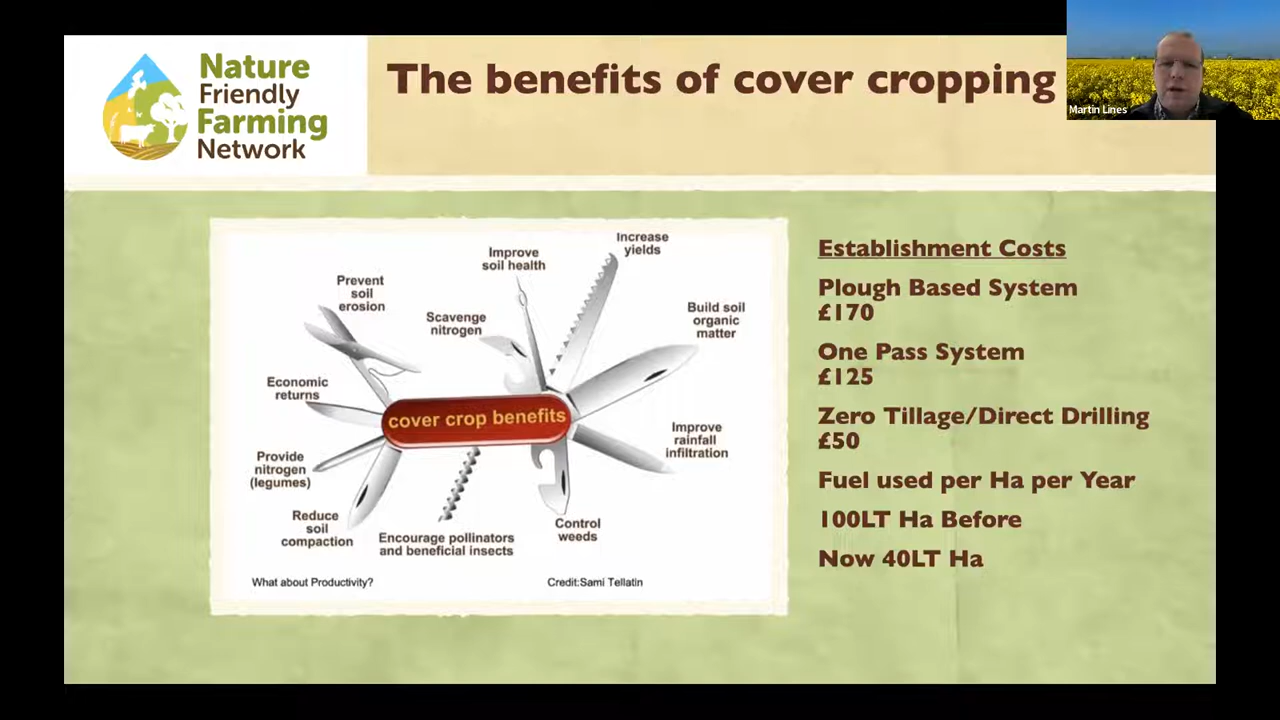 Nature
Friendly
Farming
Network
The benefits of cover cropping
Martin Lines
Increase
yields
Improve
soil health
Prevent
soil
erosion
Scavenge
nitrogen
Build soil
organic
matter
Economic
returns
cover crop benefits
Improve
rainfall
infiltration
Provide
nitrogen
(legumes)
Reduce
soil
compaction
Encourage pollinators
and beneficial insects
Control
weeds
What about Productivity?
Credit:Sami Tellatin
Establishment Costs
Plough Based System
£170
One Pass System
£125
Zero Tillage/Direct Drilling
£50
Fuel used per Ha per Year
100LT Ha Before
Now 40LT Ha